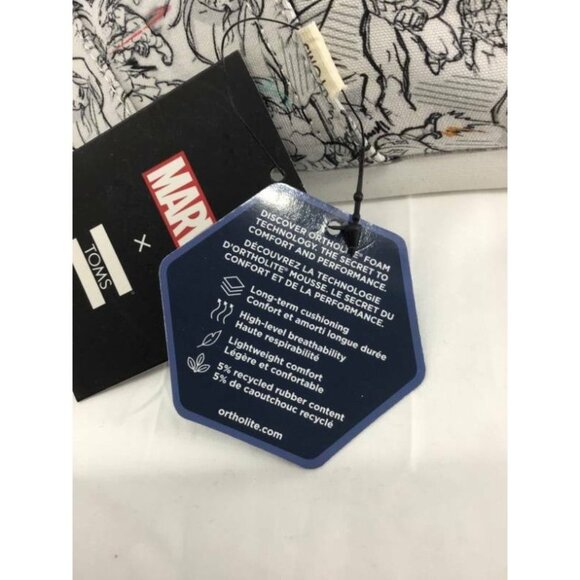 TOMS
MARV
TOMS
×
DISCOVER ORTHOLITE® FOAM
TECHNOLOGY. THE SECRET TO
COMFORT AND PERFORMANCE.
DÉCOUVREZ LA TECHNOLOGIE
D'ORTHOLITE® MOUSSE. LE SECRET DU
CONFORT ET DE LA PERFORMANCE.
Long-term cushioning
Confort et amorti longue durée
High-level breathability
Haute respirabilité
Lightweight comfort
Légère et confortable
5% recycled rubber content
5% de caoutchouc recyclé
ortholite.com